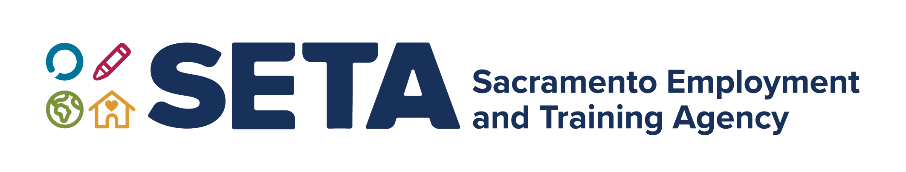 SETA
Sacramento Employment
and Training Agency